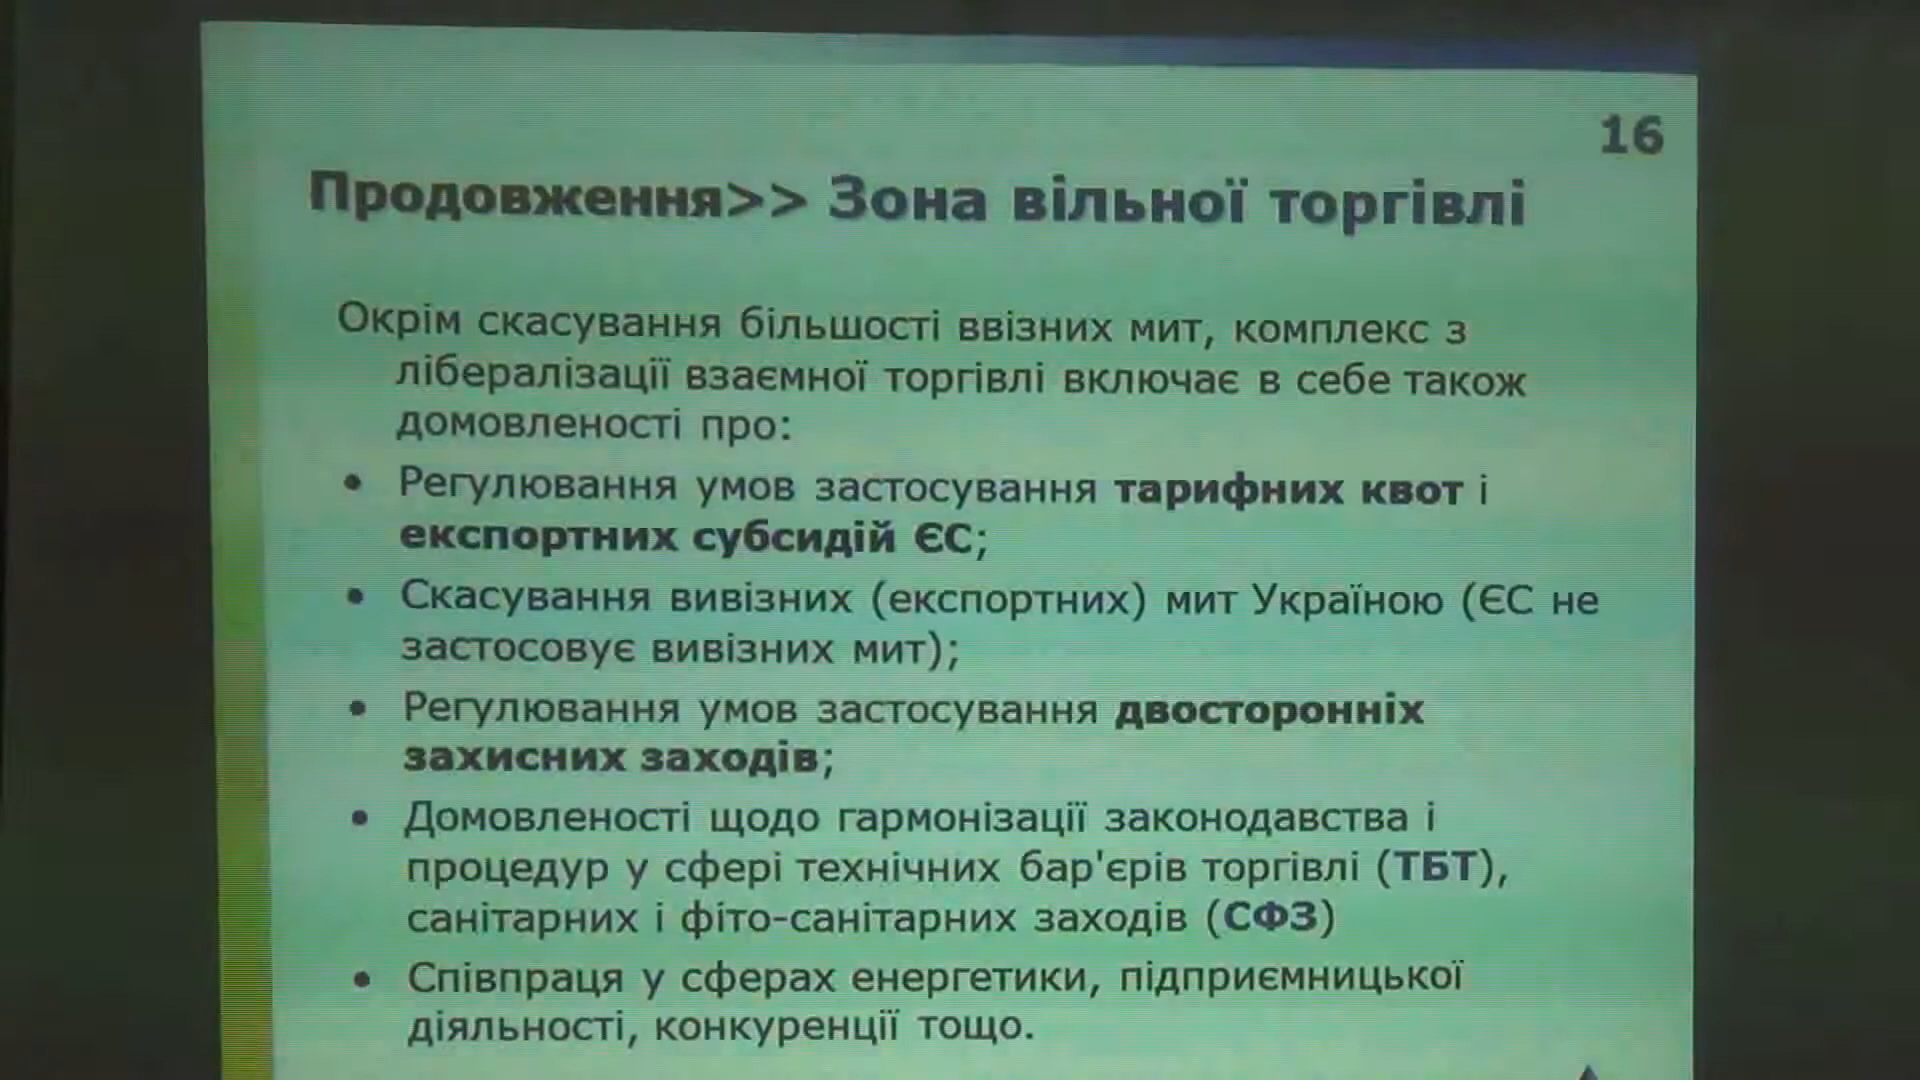 16
Продовження>> Зона вільної торгівлі
Окрім скасування більшості ввізних мит, комплекс з
лібералізації взаємної торгівлі включає в себе також
домовленості про:
• Регулювання умов застосування тарифних квот і
експортних субсидій ЄС;
• Скасування вивізних (експортних) мит Україною (ЄС не
застосовує вивізних мит);
• Регулювання умов застосування двосторонніх
захисних заходів;
• Домовленості щодо гармонізації законодавства і
процедур у сфері технічних бар'єрів торгівлі (ТБТ),
санітарних і фіто-санітарних заходів (СФЗ)
• Співпраця у сферах енергетики, підприємницької
діяльності, конкуренції тощо.